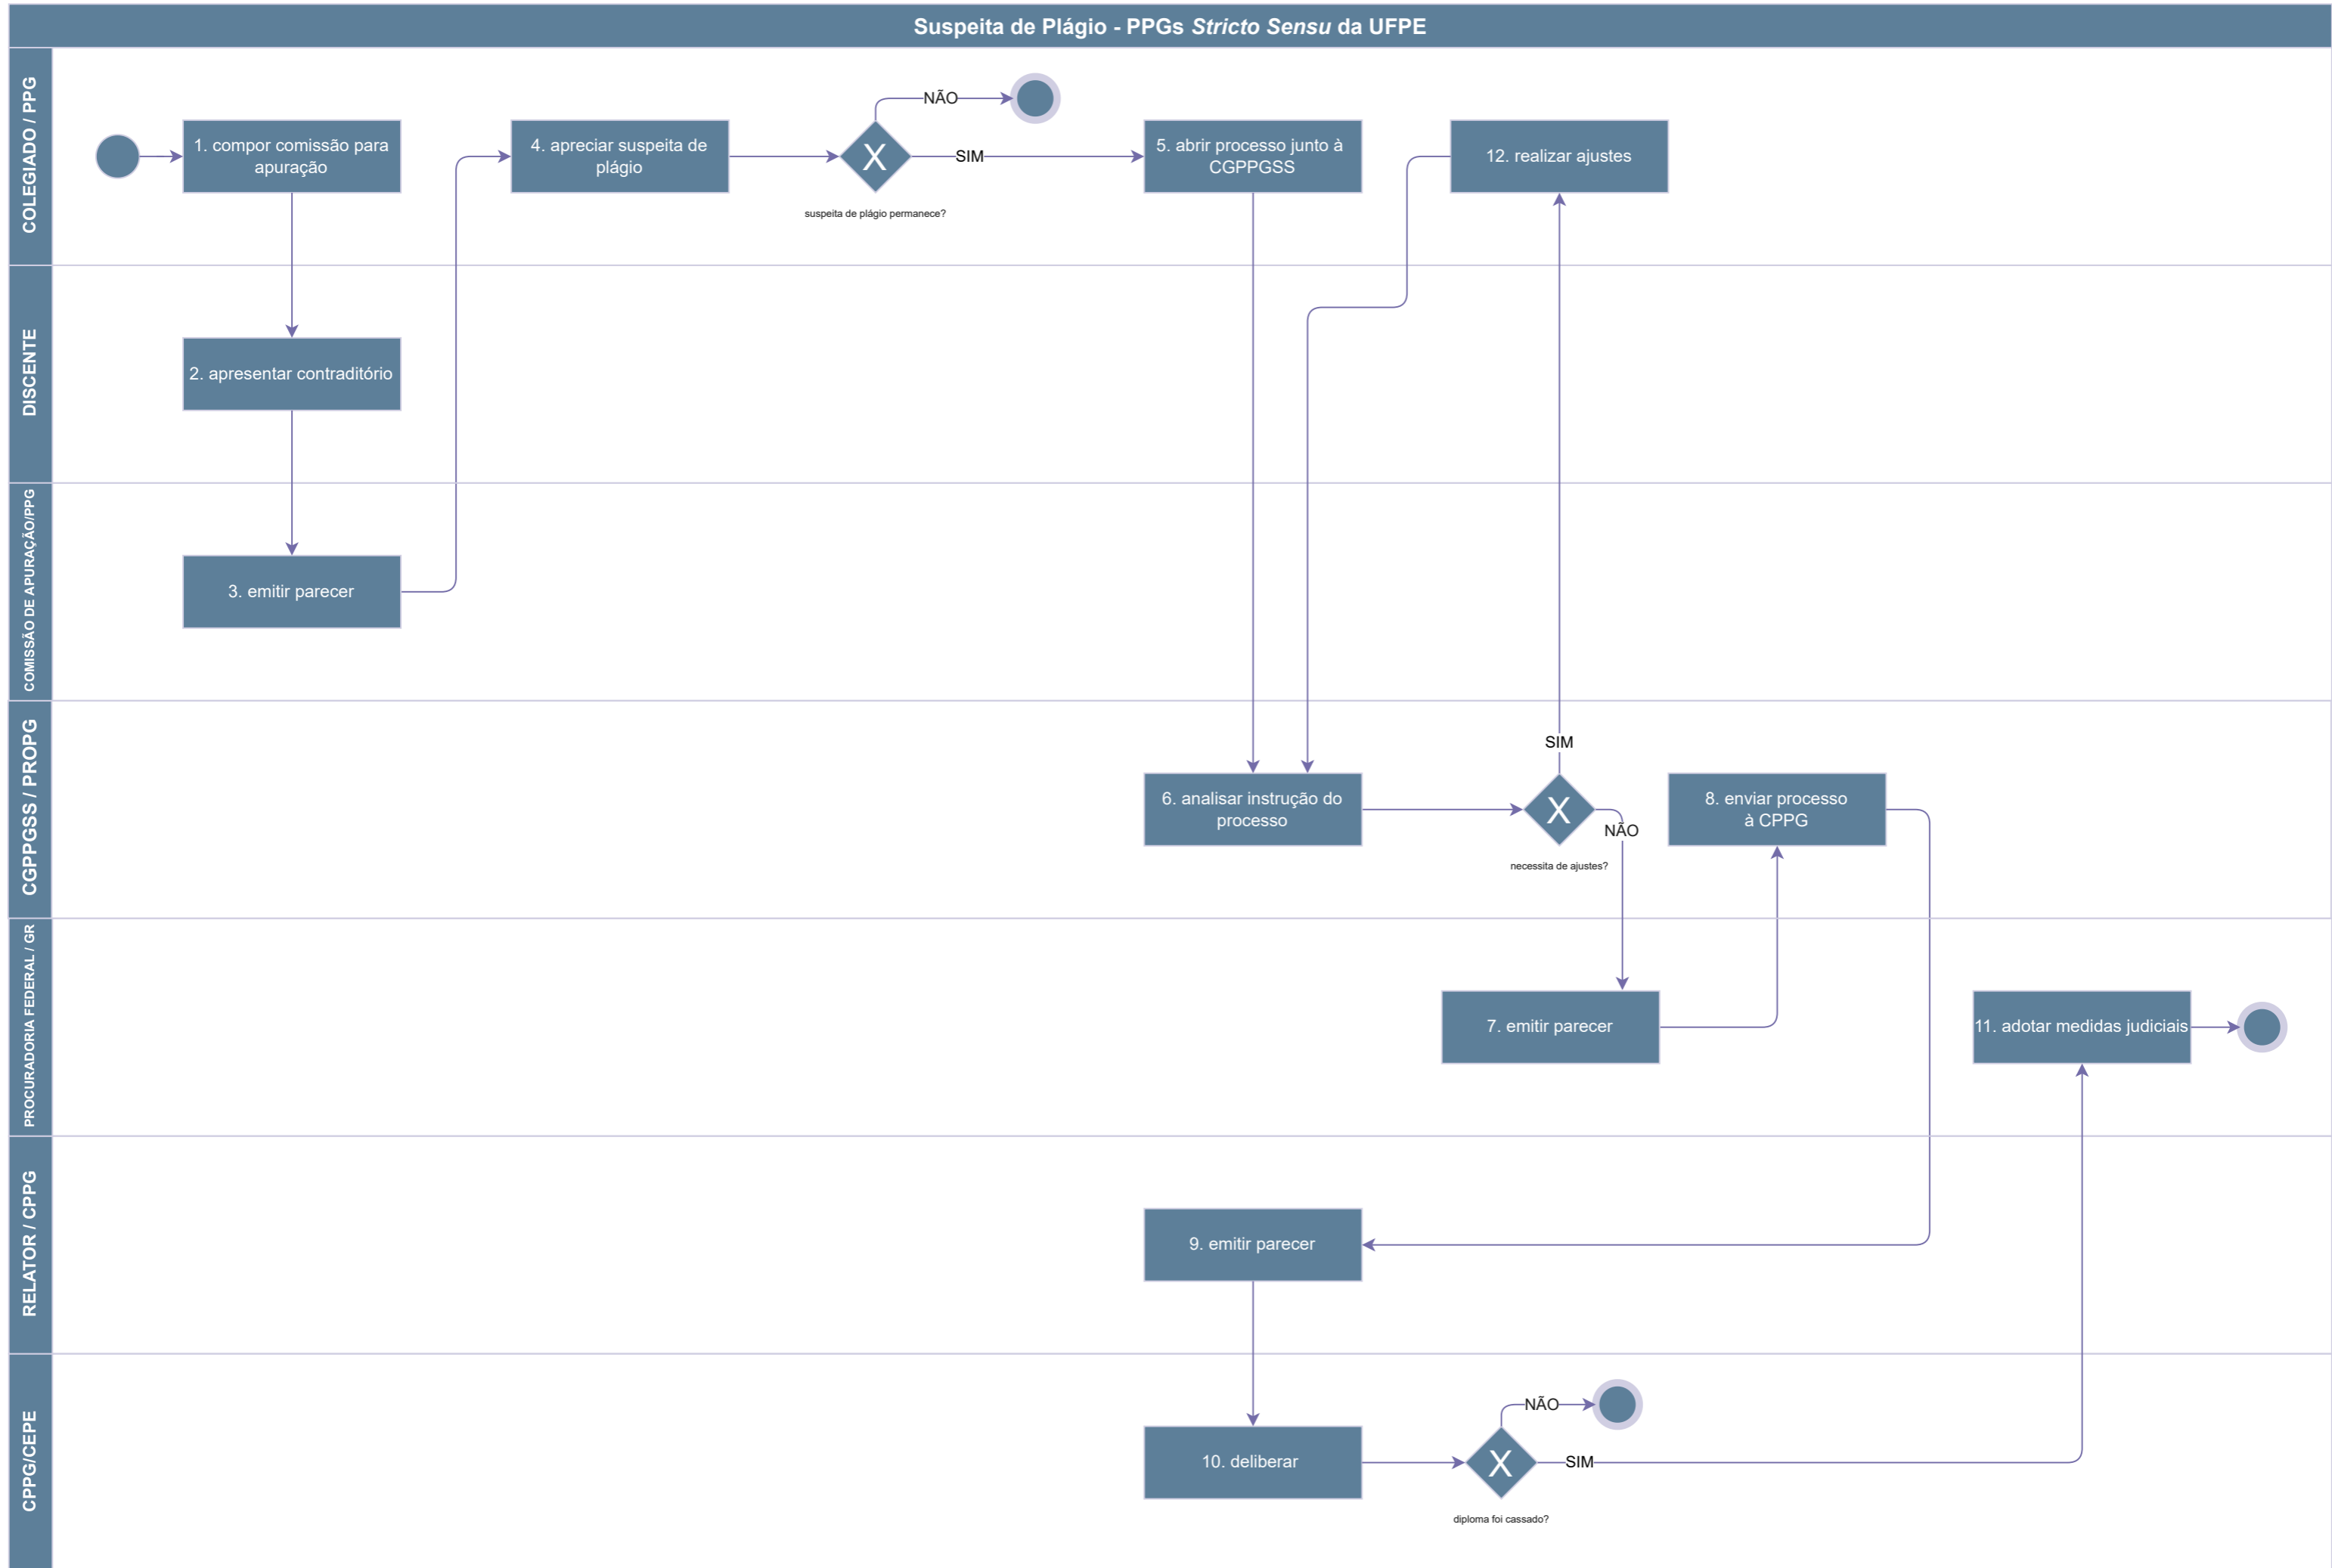 Suspeita de Plágio - PPGs Stricto Sensu da UFPE
COLEGIADO / PPG
1. compor comissão para
apuração
4. apreciar suspeita de
plágio
X
suspeita de plágio permanece?
NÃO
SIM
5. abrir processo junto à
CGPPGSS
12. realizar ajustes
DISCENTE
2. apresentar contraditório
COMISSÃO DE APURAÇÃO/PPG
3. emitir parecer
CGPPGSS / PROPG
6. analisar instrução do
processo
SIM
X
NÃO
necessita de ajustes?
8. enviar processo
à CPPG
PROCURADORIA FEDERAL / GR
7. emitir parecer
11. adotar medidas judiciais
RELATOR / CPPG
9. emitir parecer
CPPG/CEPE
10. deliberar
X
NÃO
SIM
diploma foi cassado?